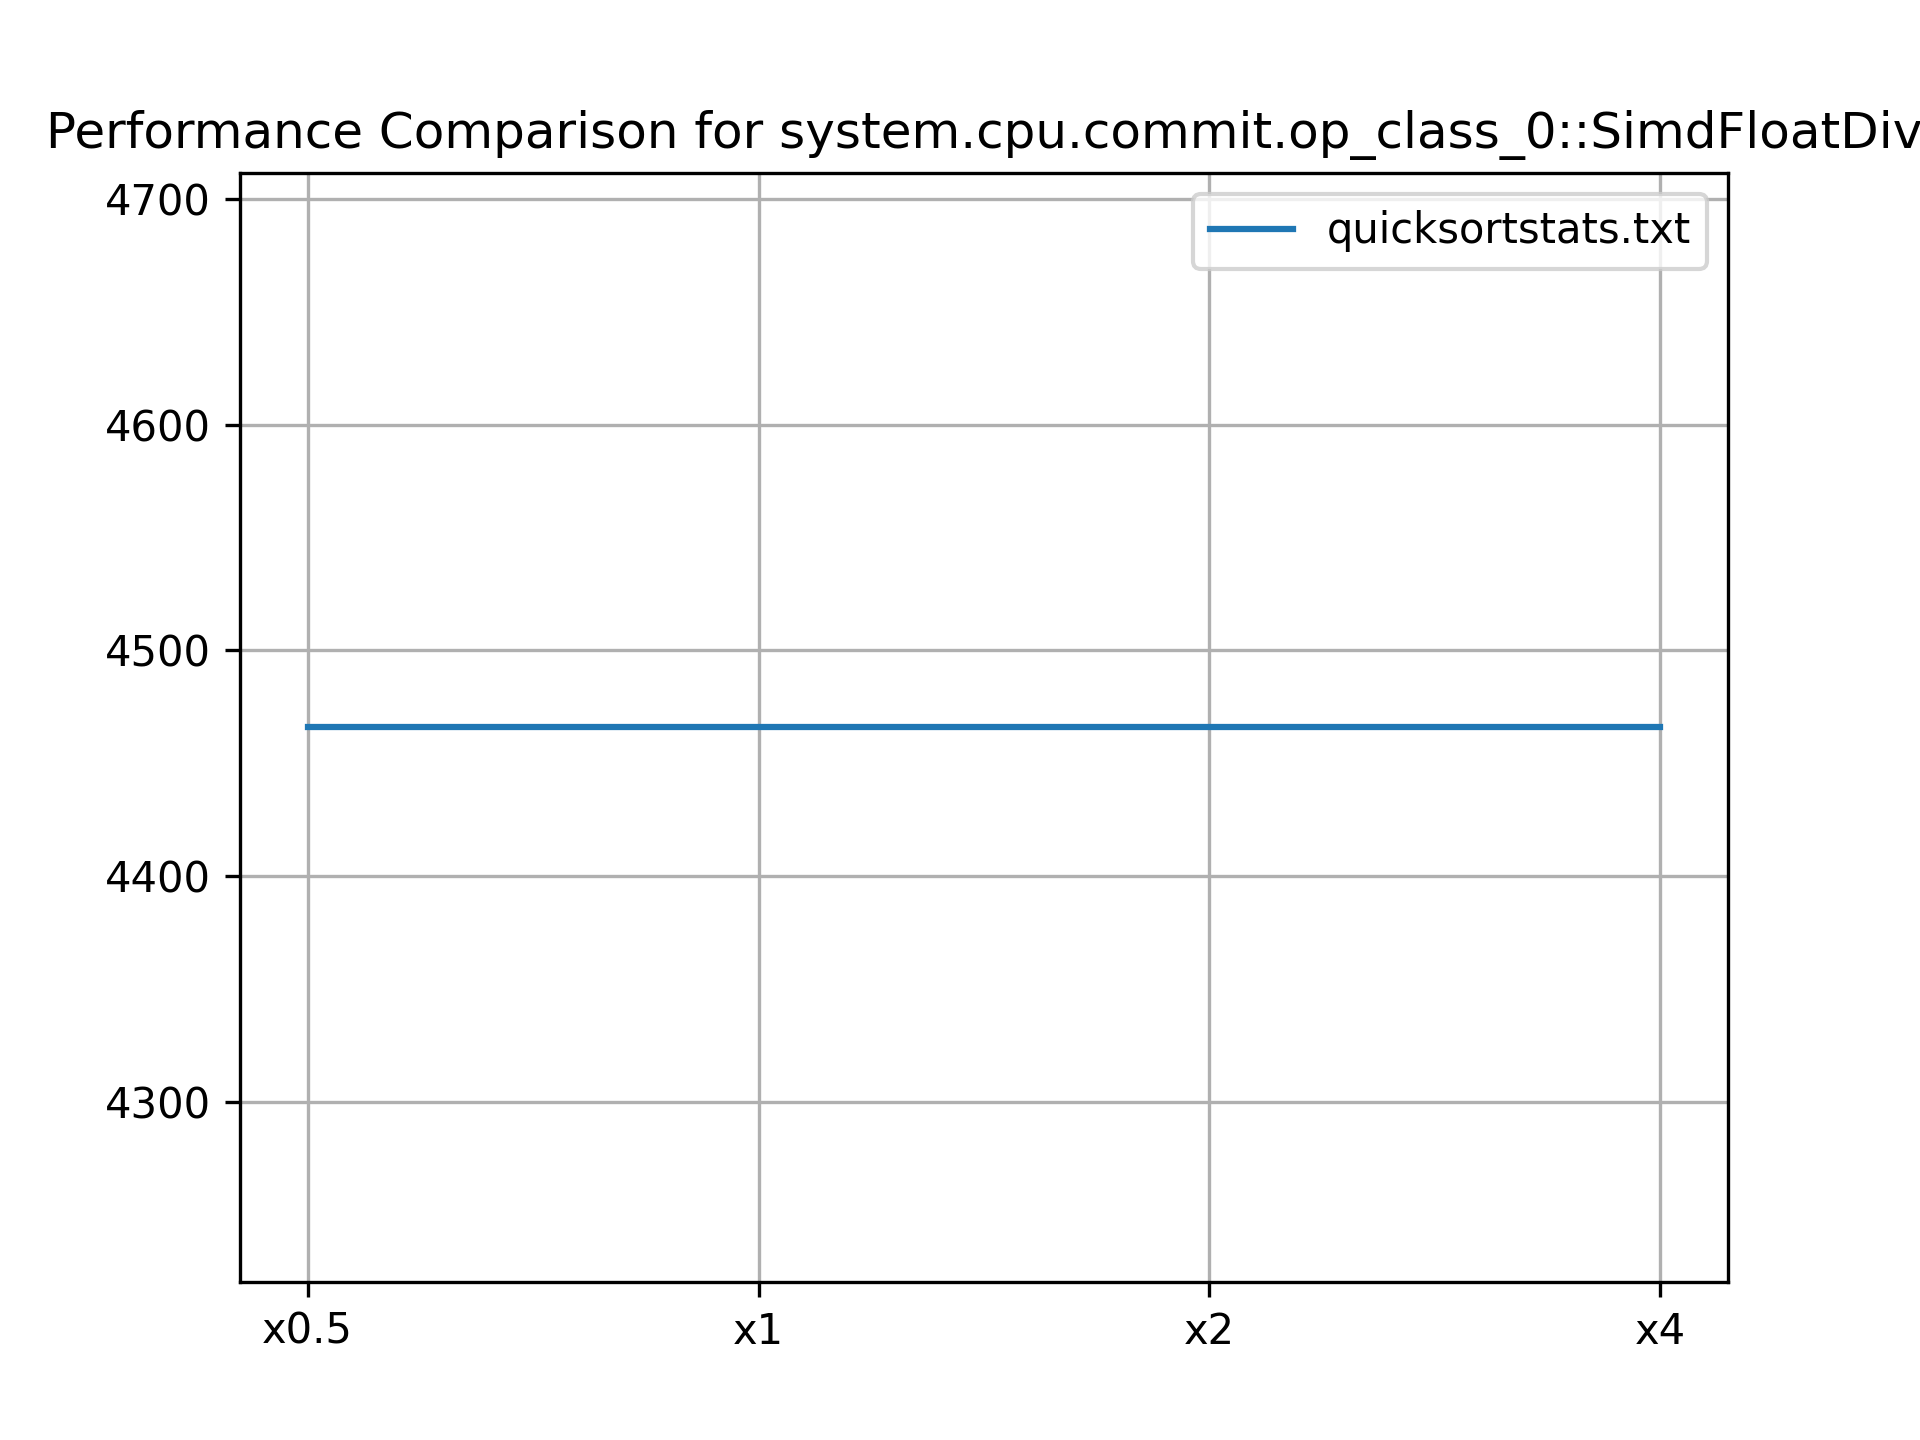 Performance Comparison for system.cpu.commit.op_class_0::SimdFloatDiv
quicksortstats.txt
4700
4600
4500
4400
4300
x0.5 x1 x2 x4